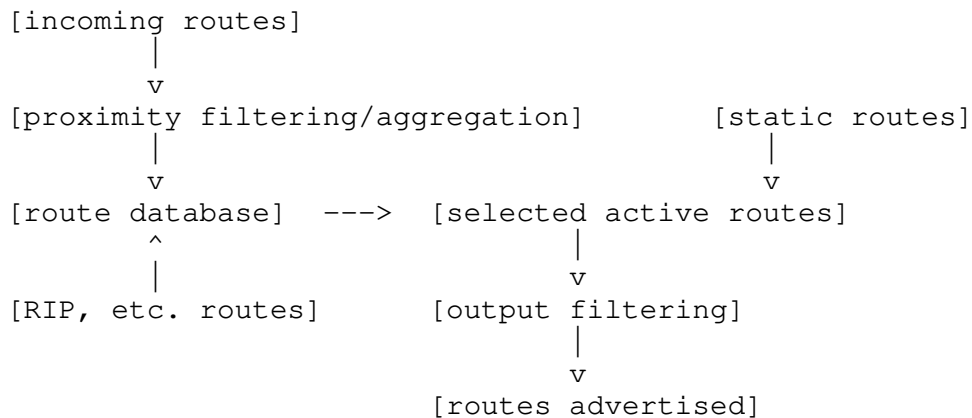 [incoming routes]
|
v
[proximity filtering/aggregation] [static routes]
| |
v v
[route database] ---> [selected active routes]
^ |
| v
[RIP, etc. routes] [output filtering]
|
v
[routes advertised]